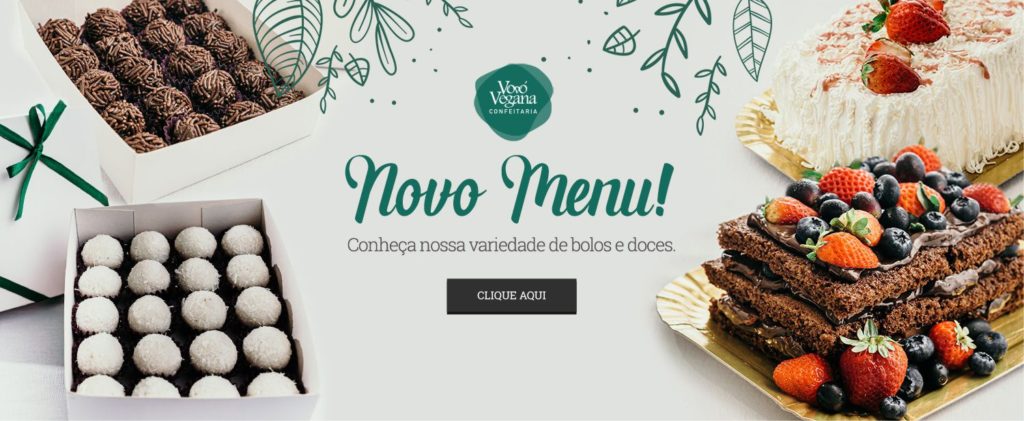 Vovó
Vegana
CONFEITARIA
Novo Menu!
Conheça nossa variedade de bolos e doces.
CLIQUE AQUI